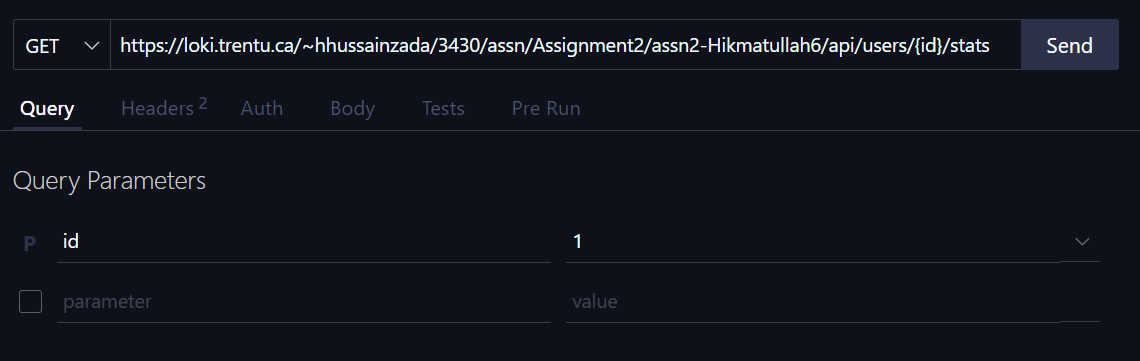 GET https://loki.trentu.ca/~hhussainzada/3430/assn/Assignment2/assn2-Hikmatullah6/api/users/{id}/stats Send
Query Headers 2 Auth Body Tests Pre Run
Query Parameters
P id 1
parameter value